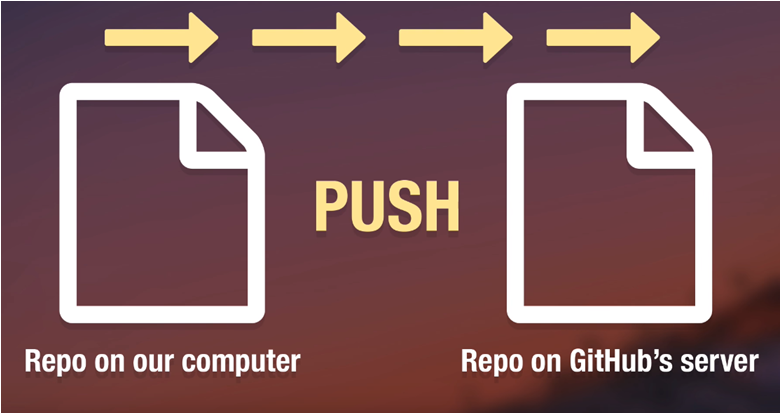 PUSH
Repo on our computer
Repo on GitHub's server